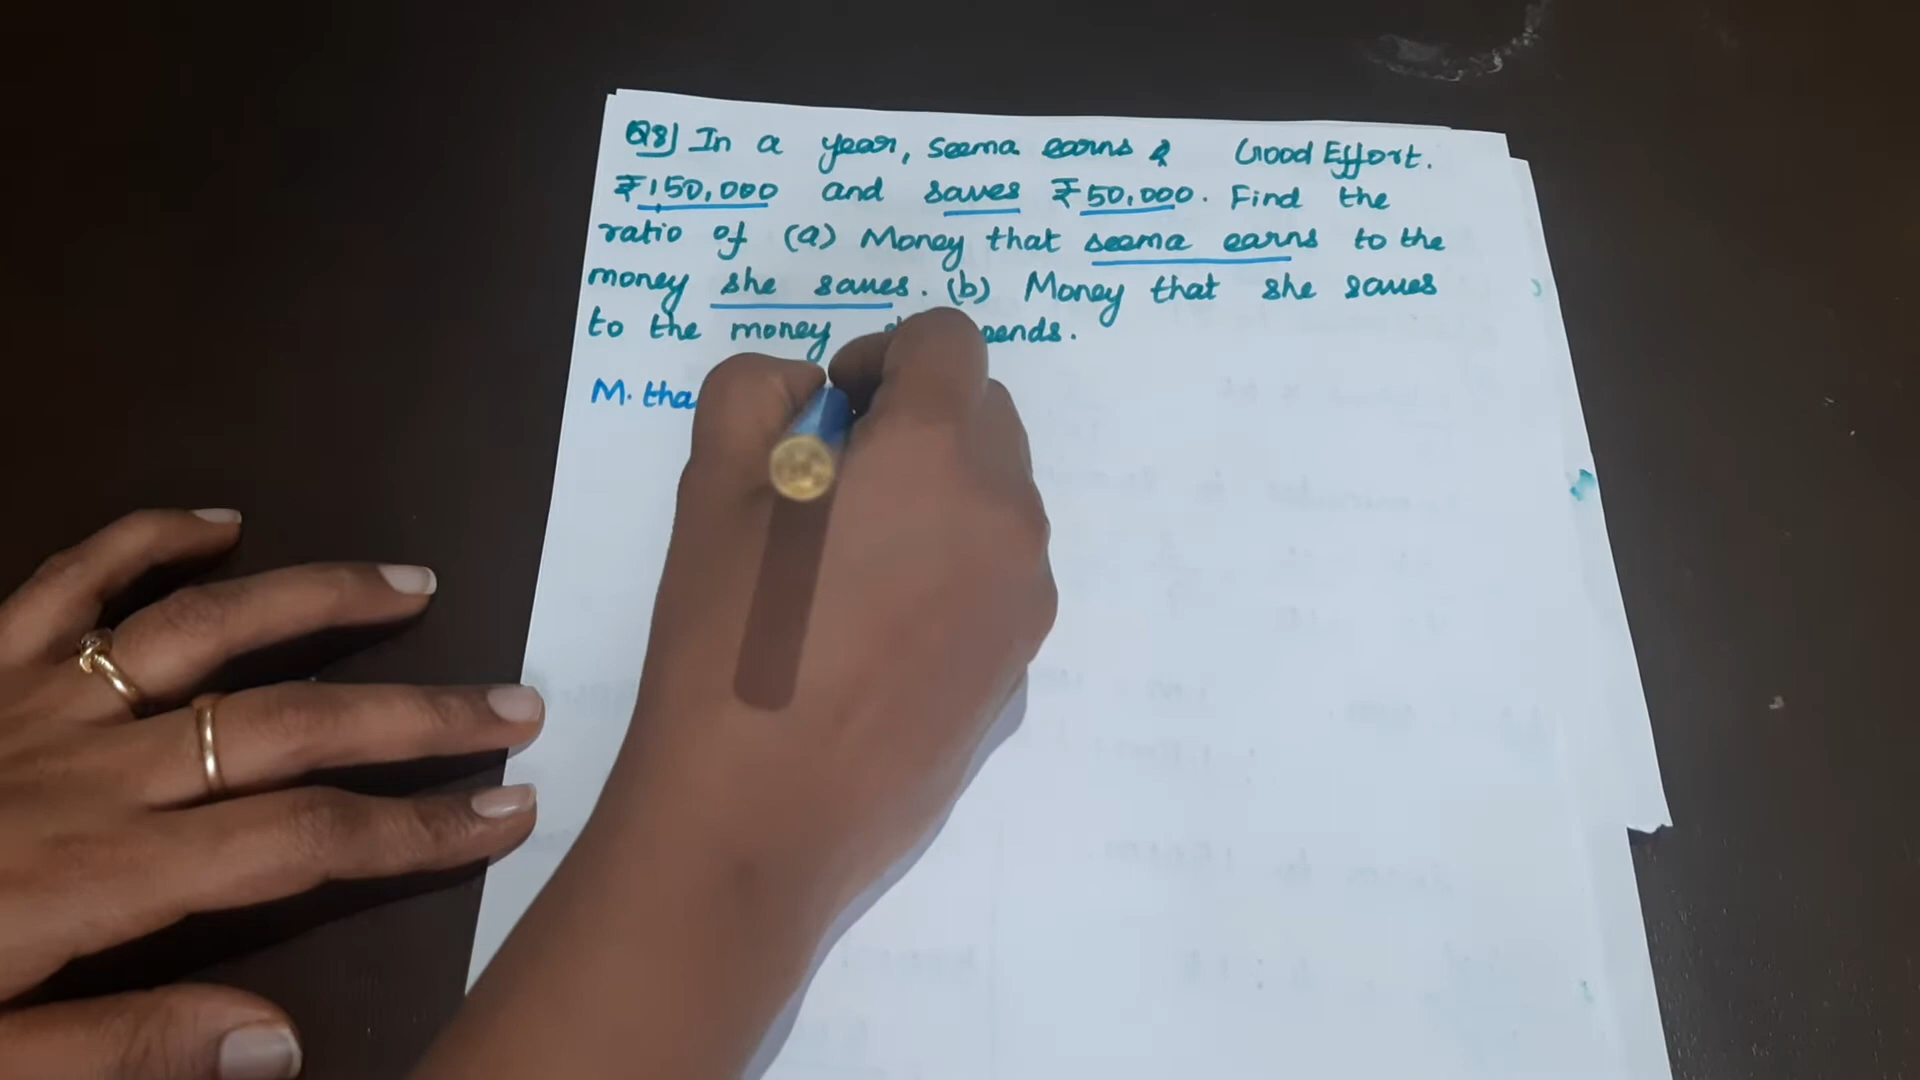 Q8] In a year, seema earns & Good Effort.
₹150,000 and saves ₹50,000. Find the
ratio of (a) Money that seema earns to the
money she saves. (b) Money that she saves
to the money
M. tha